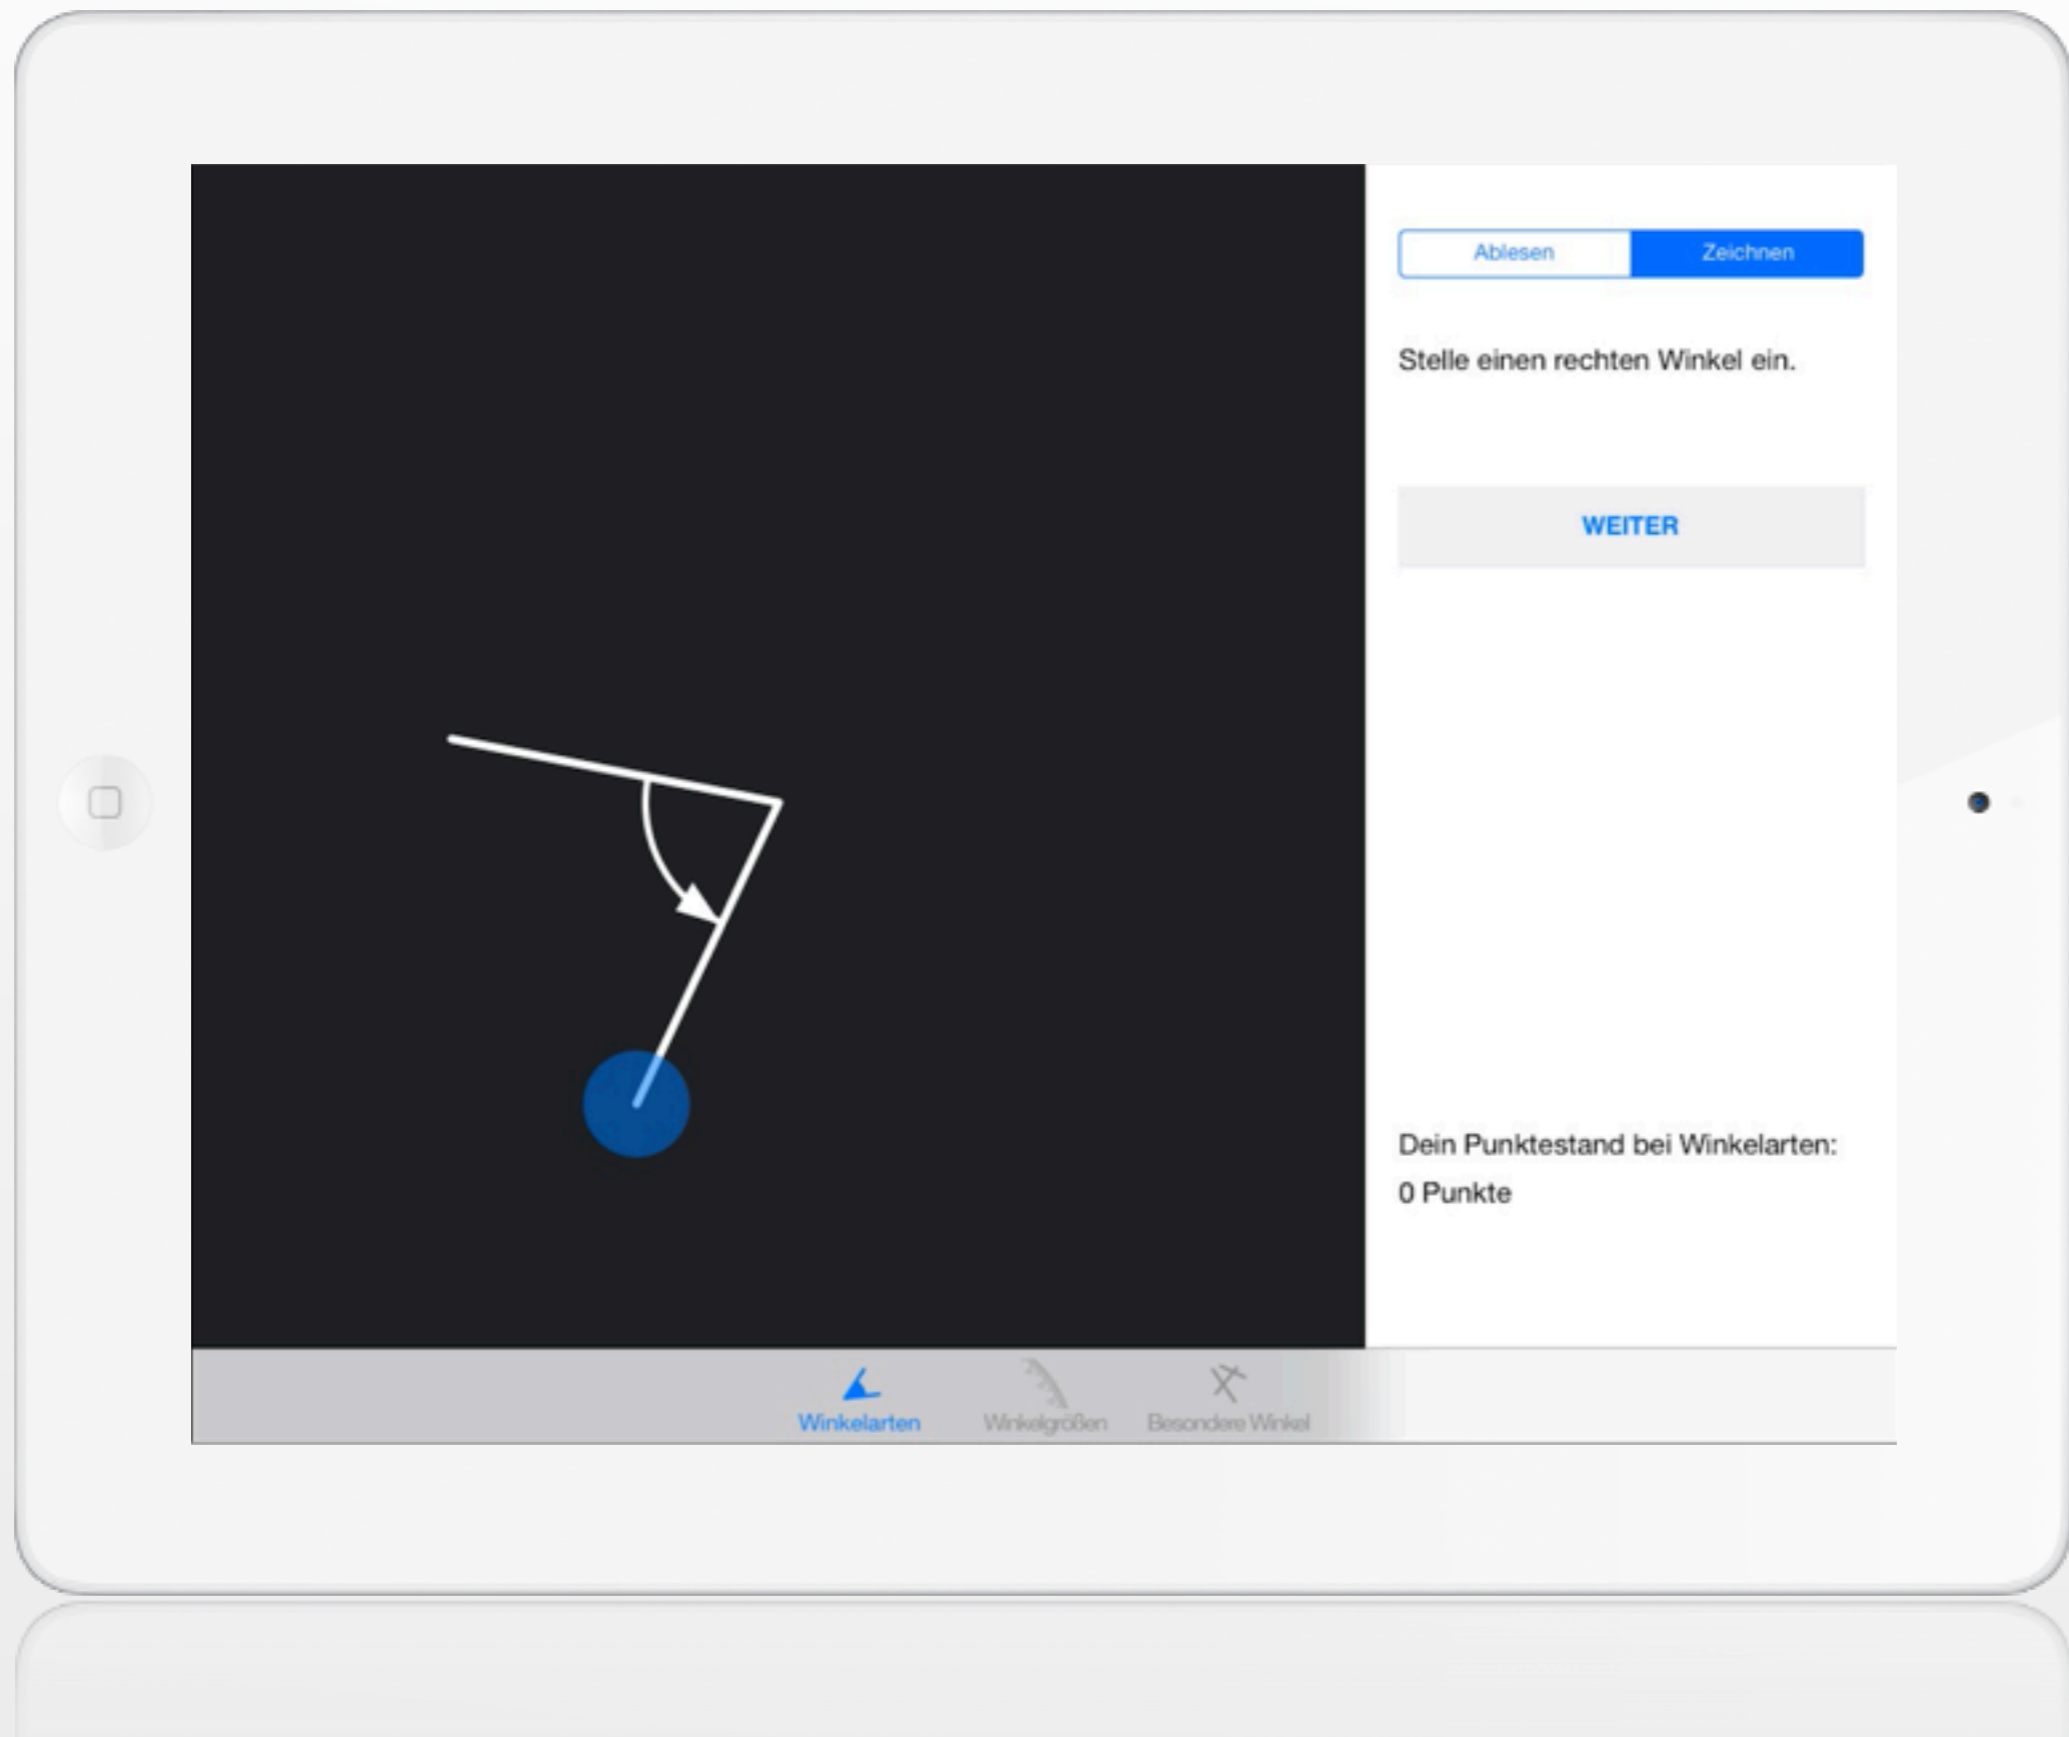 Ablesen
Zeichnen
Stelle einen rechten Winkel ein.
WEITER
Dein Punktestand bei Winkelarten:
0 Punkte
Winkelarten
Winkelgrößen
Besondere Winkel